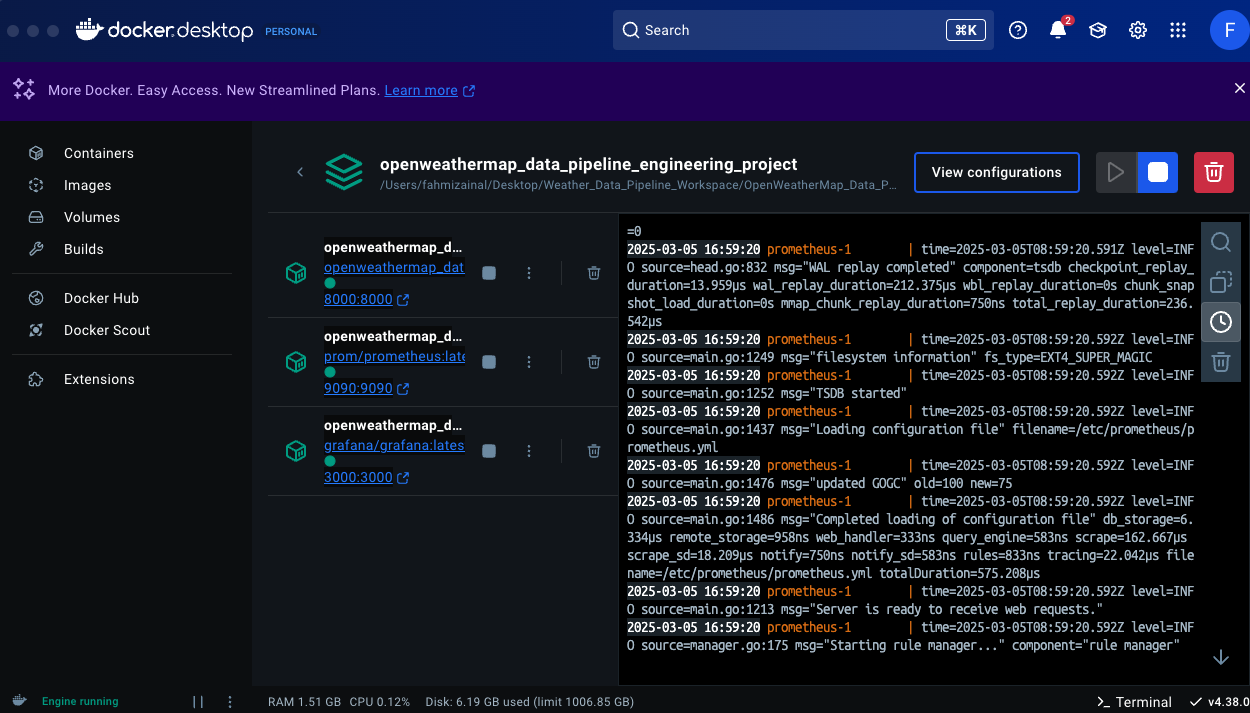 docker.desktop PERSONAL
Search
⌘K
2
F
More Docker. Easy Access. New Streamlined Plans. Learn more
Containers
Images
Volumes
Builds
Docker Hub
Docker Scout
Extensions
openweathermap_data_pipeline_engineering_project
/Users/fahmizainal/Desktop/Weather_Data_Pipeline_Workspace/OpenWeatherMap_Data_P...
View configurations
openweathermap_d...
openweathermap_dat
8000:8000
openweathermap_d...
prom/prometheus:late
9090:9090
openweathermap_d...
grafana/grafana:lates
3000:3000
=0
2025-03-05 16:59:20 prometheus-1 | time=2025-03-05T08:59:20.591Z level=INF
O source=head.go:832 msg="WAL replay completed" component=tsdb checkpoint_replay_
duration=13.959µs wal_replay_duration=212.375µs wbl_replay_duration=0s chunk_snap
shot_load_duration=0s mmap_chunk_replay_duration=750ns total_replay_duration=236.
542µs
2025-03-05 16:59:20 prometheus-1 | time=2025-03-05T08:59:20.592Z level=INF
O source=main.go:1249 msg="filesystem information" fs_type=EXT4_SUPER_MAGIC
2025-03-05 16:59:20 prometheus-1 | time=2025-03-05T08:59:20.592Z level=INF
O source=main.go:1252 msg="TSDB started"
2025-03-05 16:59:20 prometheus-1 | time=2025-03-05T08:59:20.592Z level=INF
O source=main.go:1437 msg="Loading configuration file" filename=/etc/prometheus/p
rometheus.yml
2025-03-05 16:59:20 prometheus-1 | time=2025-03-05T08:59:20.592Z level=INF
O source=main.go:1476 msg="updated GOGC" old=100 new=75
2025-03-05 16:59:20 prometheus-1 | time=2025-03-05T08:59:20.592Z level=INF
O source=main.go:1486 msg="Completed loading of configuration file" db_storage=6.
334µs remote_storage=958ns web_handler=333ns query_engine=583ns scrape=162.667µs
scrape_sd=18.209µs notify=750ns notify_sd=583ns rules=833ns tracing=22.042µs file
name=/etc/prometheus/prometheus.yml totalDuration=575.208µs
2025-03-05 16:59:20 prometheus-1 | time=2025-03-05T08:59:20.592Z level=INF
O source=main.go:1213 msg="Server is ready to receive web requests."
2025-03-05 16:59:20 prometheus-1 | time=2025-03-05T08:59:20.592Z level=INF
O source=manager.go:175 msg="Starting rule manager..." component="rule manager"
Engine running
RAM 1.51 GB CPU 0.12% Disk: 6.19 GB used (limit 1006.85 GB)
Terminal
v4.38.0